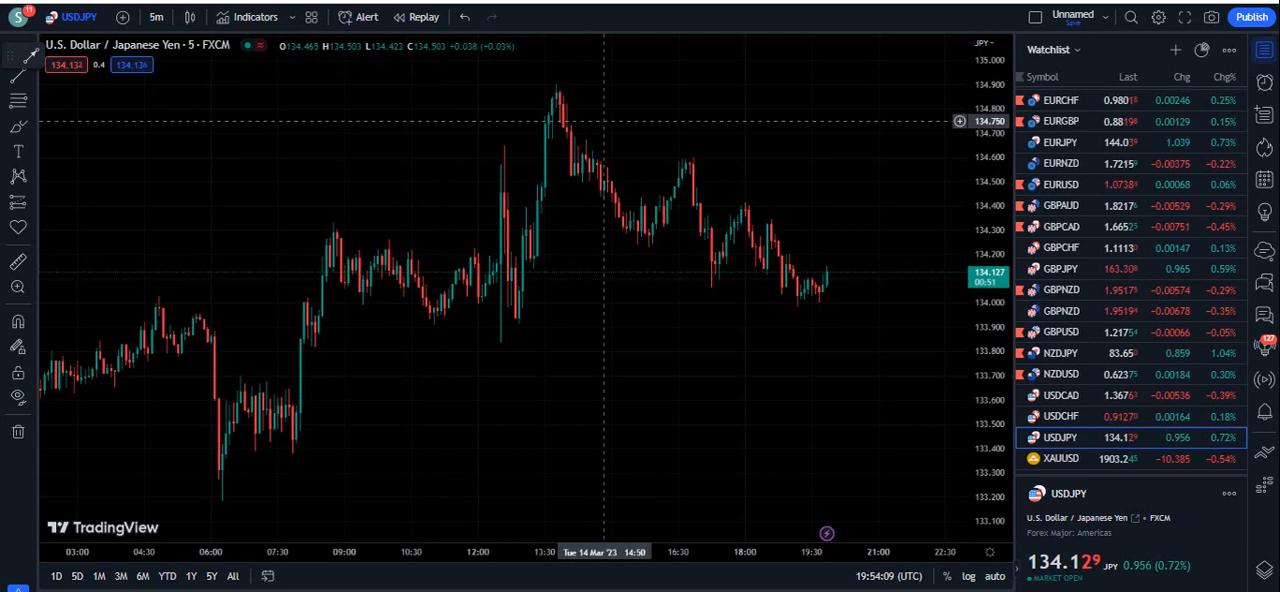 S 11 USDJPY 5m Indicators Alert Replay Unnamed Save Publish
U.S. Dollar / Japanese Yen · 5 · FXCM O134.465 H134.503 L134.423 C134.503 +0.038 (+0.03%)
134.132 0.4 134.136
JPY
135.000
134.900
134.800
134.750
134.700
134.600
134.500
134.400
134.300
134.200
134.127
00:51
134.000
133.900
133.800
133.700
133.600
133.500
133.400
133.300
133.200
133.100
TradingView
03:00 04:30 06:00 07:30 09:00 10:30 12:00 13:30 Tue 14 Mar '23 14:50 16:30 18:00 19:30 21:00 22:30
1D 5D 1M 3M 6M YTD 1Y 5Y All 19:54:09 (UTC) % log auto
Watchlist
Symbol Last Chg Chg%
EURCHF 0.98018 0.00246 0.25%
EURGBP 0.88198 0.00129 0.15%
EURJPY 144.039 1.039 0.73%
EURNZD 1.72159 -0.00375 -0.22%
EURUSD 1.07384 0.00068 0.06%
GBPAUD 1.82176 -0.00529 -0.29%
GBPCAD 1.66525 -0.00751 -0.45%
GBPCHF 1.11130 0.00147 0.13%
GBPJPY 163.308 0.965 0.59%
GBPNZD 1.95175 -0.00574 -0.29%
GBPNZD 1.95194 -0.00678 -0.35%
GBPUSD 1.21754 -0.00066 -0.05%
NZDJPY 83.650 0.859 1.04%
NZDUSD 0.62375 0.00184 0.30%
USDCAD 1.36763 -0.00536 -0.39%
USDCHF 0.91270 0.00164 0.18%
USDJPY 134.129 0.956 0.72%
XAUUSD 1903.245 -10.385 -0.54%
USDJPY
U.S. Dollar / Japanese Yen · FXCM
Forex Major: Americas
134.129 JPY 0.956 (0.72%)
MARKET OPEN
127